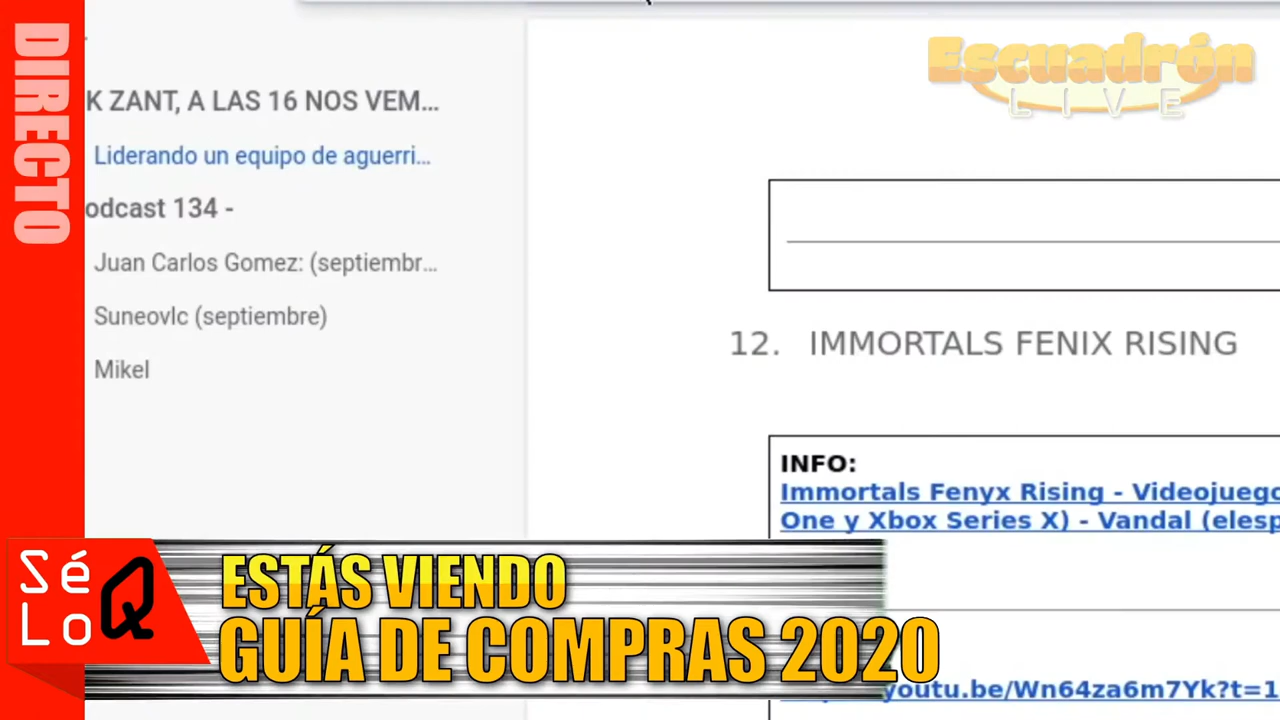 DIRECTO
Escuadrón
LIVE
K ZANT, A LAS 16 NOS VEM...
Liderando un equipo de aguerri...
odcast 134 -
Juan Carlos Gomez: (septiembr...
Suneovlc (septiembre)
Mikel
12. IMMORTALS FENIX RISING
INFO:
Immortals Fenyx Rising - Videojuego
One y Xbox Series X) - Vandal (elesp
youtu.be/Wn64za6m7Yk?t=1
Sé
Lo Q
ESTÁS VIENDO
GUÍA DE COMPRAS 2020